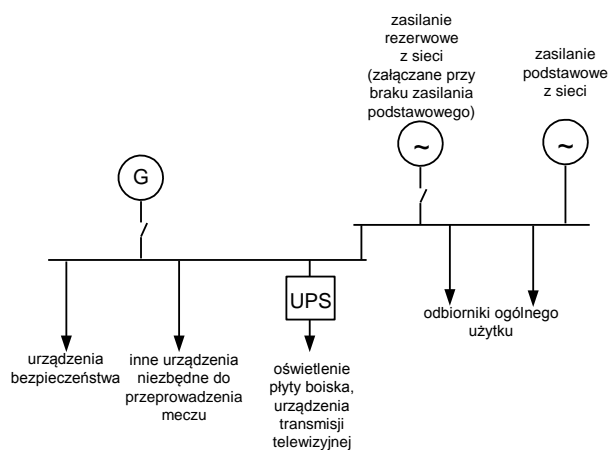 zasilanie
rezerwowe
z sieci
(załączane przy
braku zasilania
podstawowego)
zasilanie
podstawowe
z sieci
~
~
G
UPS
odbiorniki ogólnego
użytku
urządzenia
bezpieczeństwa
inne urządzenia
niezbędne do
przeprowadzenia
meczu
oświetlenie
płyty boiska,
urządzenia
transmisji
telewizyjnej